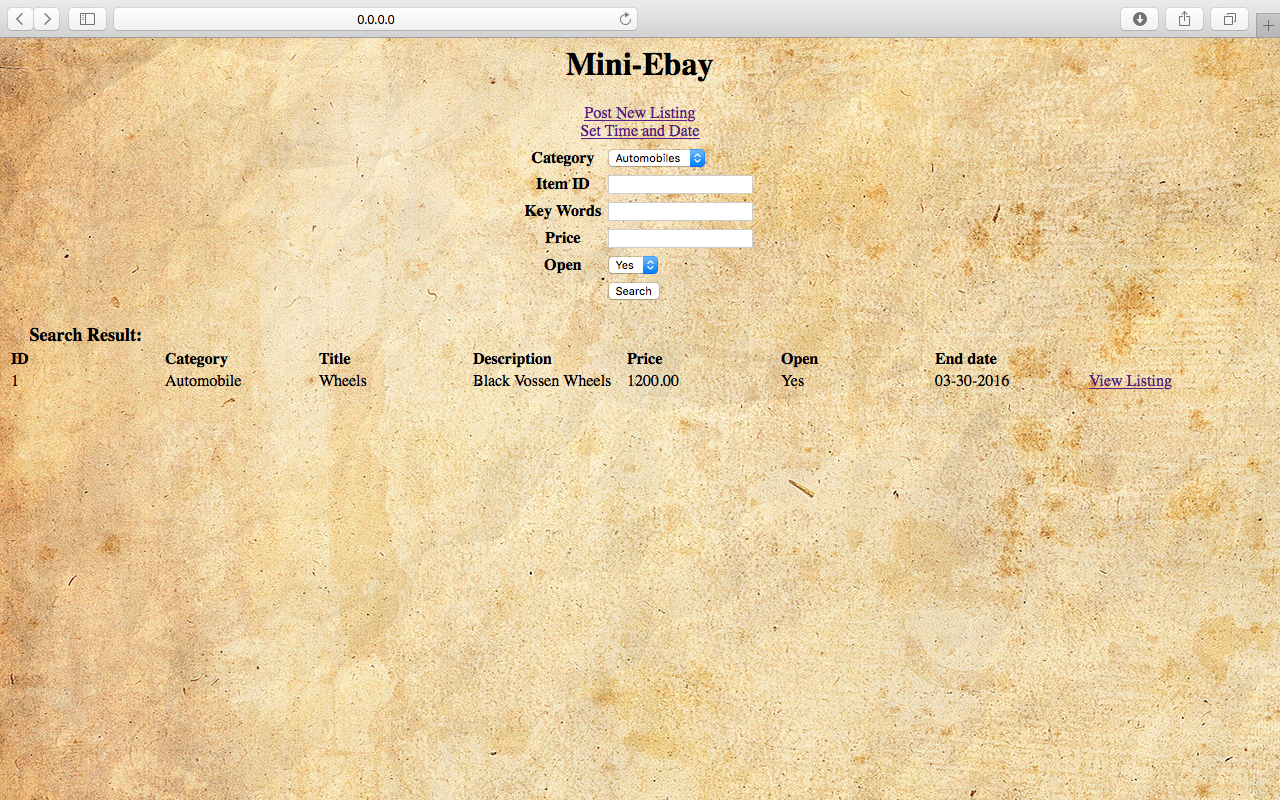 0.0.0.0
Mini-Ebay
Post New Listing
Set Time and Date
Category Automobiles
Item ID
Key Words
Price
Open Yes
Search
Search Result:
ID Category Title Description Price Open End date
1 Automobile Wheels Black Vossen Wheels 1200.00 Yes 03-30-2016 View Listing